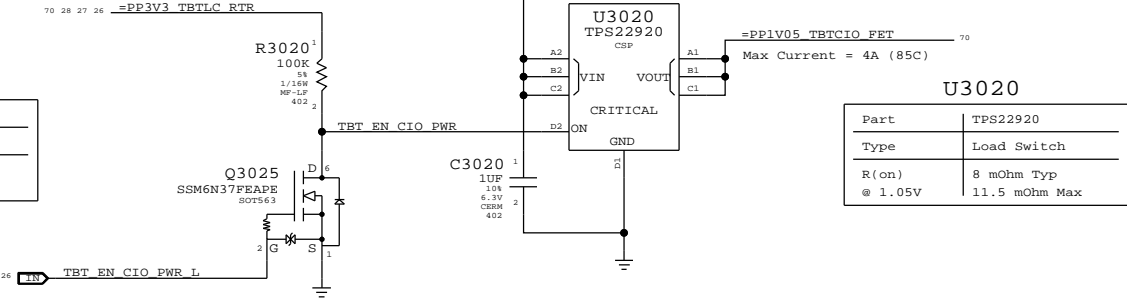 70 28 27 26 =PP3V3_TBTLC_RTR
R3020 1
100K
5%
1/16W
MF-LF
402 2
TBT_EN_CIO_PWR
Q3025
SSM6N37FEAPE
SOT563
D 6
2 G S 1
26 IN TBT_EN_CIO_PWR_L
U3020
TPS22920
CSP
A2 A1
B2 VIN VOUT B1
C2 C1
CRITICAL
D2 ON
GND
D1
C3020 1
1UF
10%
6.3V
CERM
402 2
=PP1V05_TBTCIO_FET 70
Max Current = 4A (85C)
U3020
Part TPS22920
Type Load Switch
R(on) 8 mOhm Typ
@ 1.05V 11.5 mOhm Max